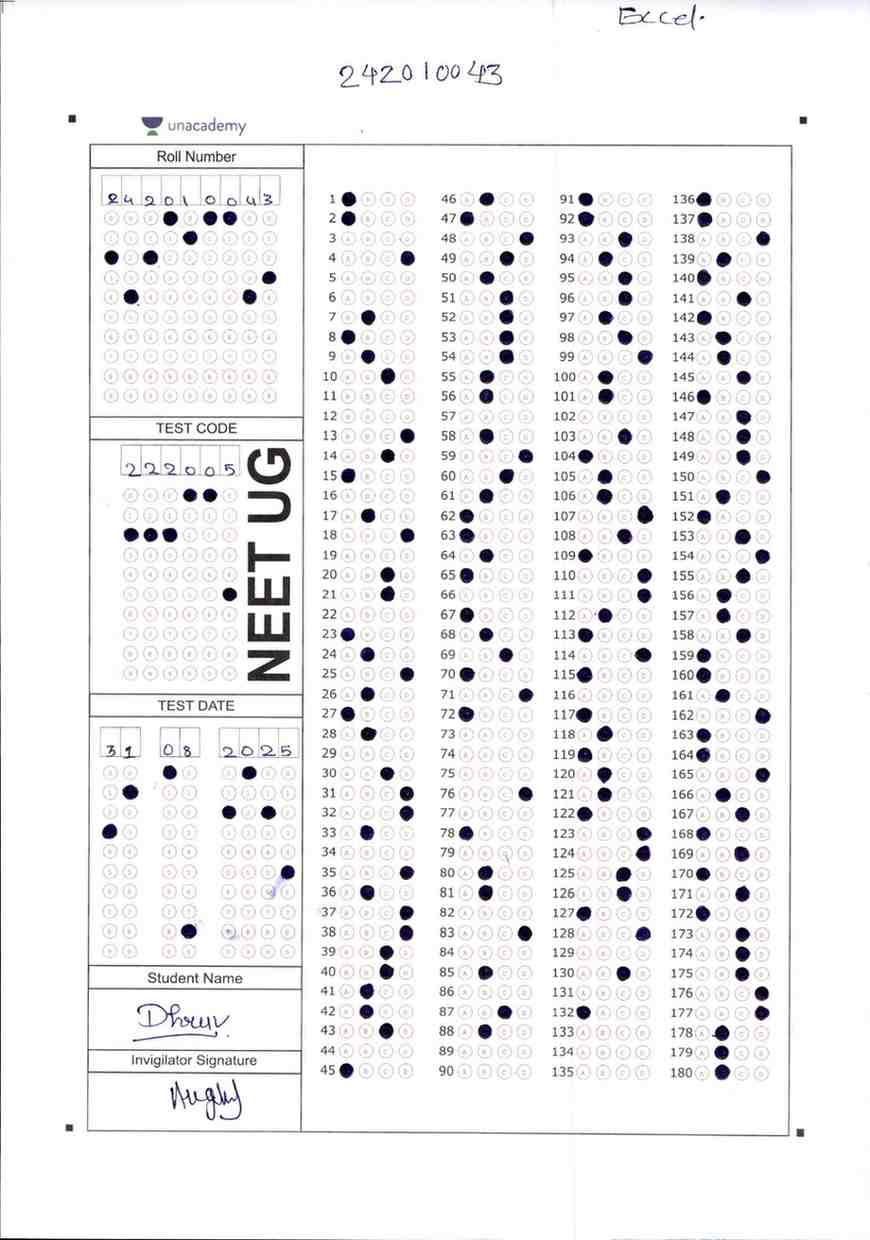 Excel.
242010043
unacademy
Roll Number
2 4 2 0 1 0 0 4 3
TEST CODE
2 2 2 0 0 5
NEET UG
TEST DATE
3 1 0 8 2 0 2 5
Student Name
Dhruv
Invigilator Signature
1 46 91 136
2 47 92 137
3 48 93 138
4 49 94 139
5 50 95 140
6 51 96 141
7 52 97 142
8 53 98 143
9 54 99 144
10 55 100 145
11 56 101 146
12 57 102 147
13 58 103 148
14 59 104 149
15 60 105 150
16 61 106 151
17 62 107 152
18 63 108 153
19 64 109 154
20 65 110 155
21 66 111 156
22 67 112 157
23 68 113 158
24 69 114 159
25 70 115 160
26 71 116 161
27 72 117 162
28 73 118 163
29 74 119 164
30 75 120 165
31 76 121 166
32 77 122 167
33 78 123 168
34 79 124 169
35 80 125 170
36 81 126 171
37 82 127 172
38 83 128 173
39 84 129 174
40 85 130 175
41 86 131 176
42 87 132 177
43 88 133 178
44 89 134 179
45 90 135 180